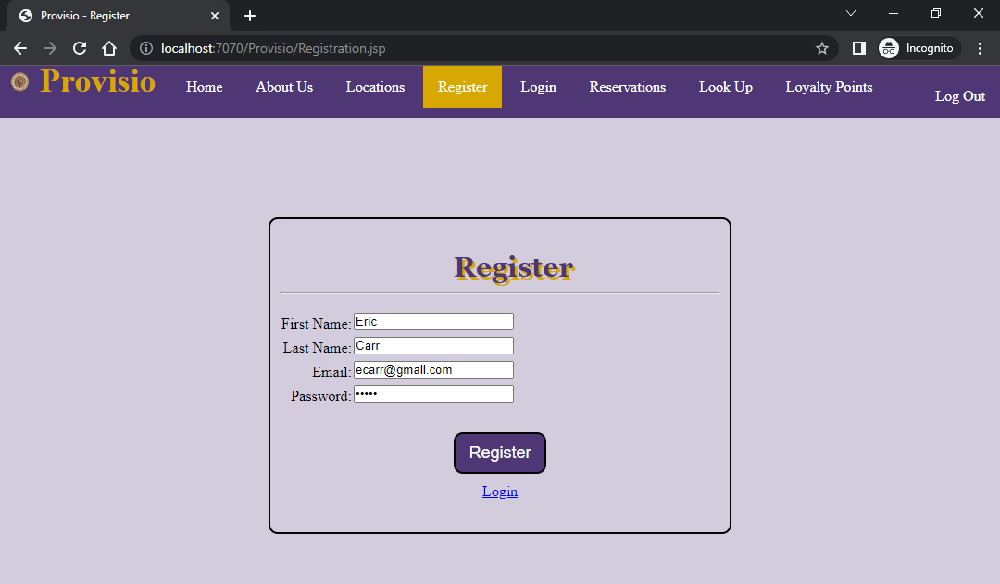 Provisio - Register
localhost:7070/Provisio/Registration.jsp
Incognito
Provisio Home About Us Locations Register Login Reservations Look Up Loyalty Points Log Out
Register
First Name: Eric
Last Name: Carr
Email: ecarr@gmail.com
Password: •••••
Register
Login